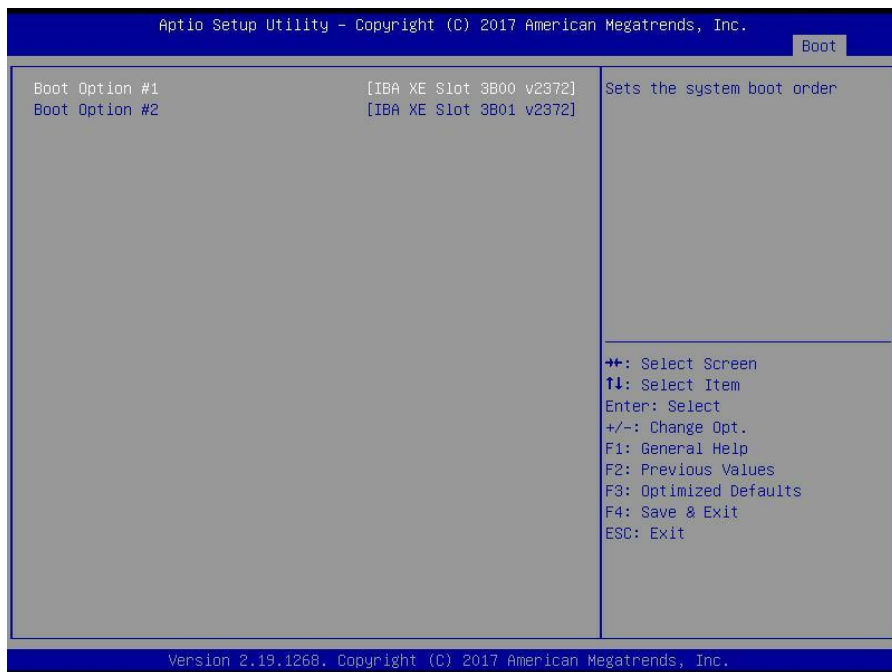 Aptio Setup Utility – Copyright (C) 2017 American Megatrends, Inc.
Boot
Boot Option #1 [IBA XE Slot 3B00 v2372]
Boot Option #2 [IBA XE Slot 3B01 v2372]
Sets the system boot order
→←: Select Screen
↑↓: Select Item
Enter: Select
+/-: Change Opt.
F1: General Help
F2: Previous Values
F3: Optimized Defaults
F4: Save & Exit
ESC: Exit
Version 2.19.1268. Copyright (C) 2017 American Megatrends, Inc.